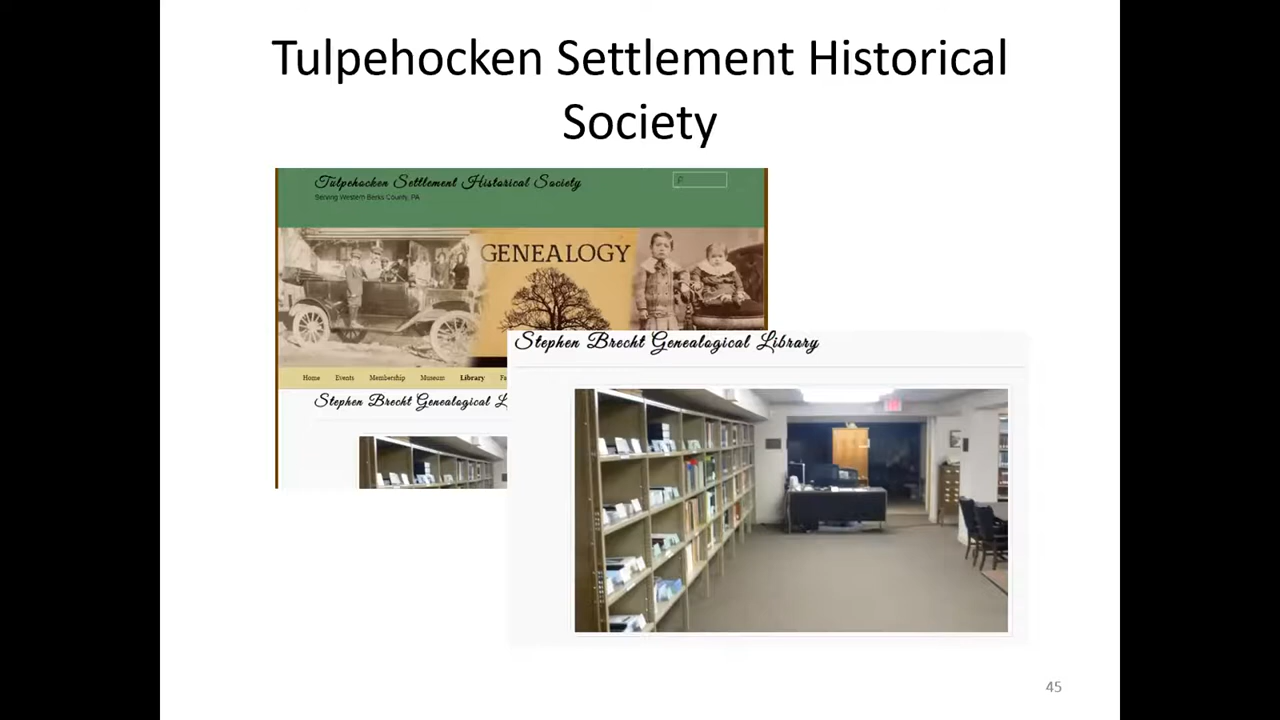 Tulpehocken Settlement Historical
Society
Tulpehocken Settlement Historical Society
Serving Western Berks County, PA
GENEALOGY
Home Events Membership Museum Library
Stephen Brecht Genealogical
Stephen Brecht Genealogical Library
45